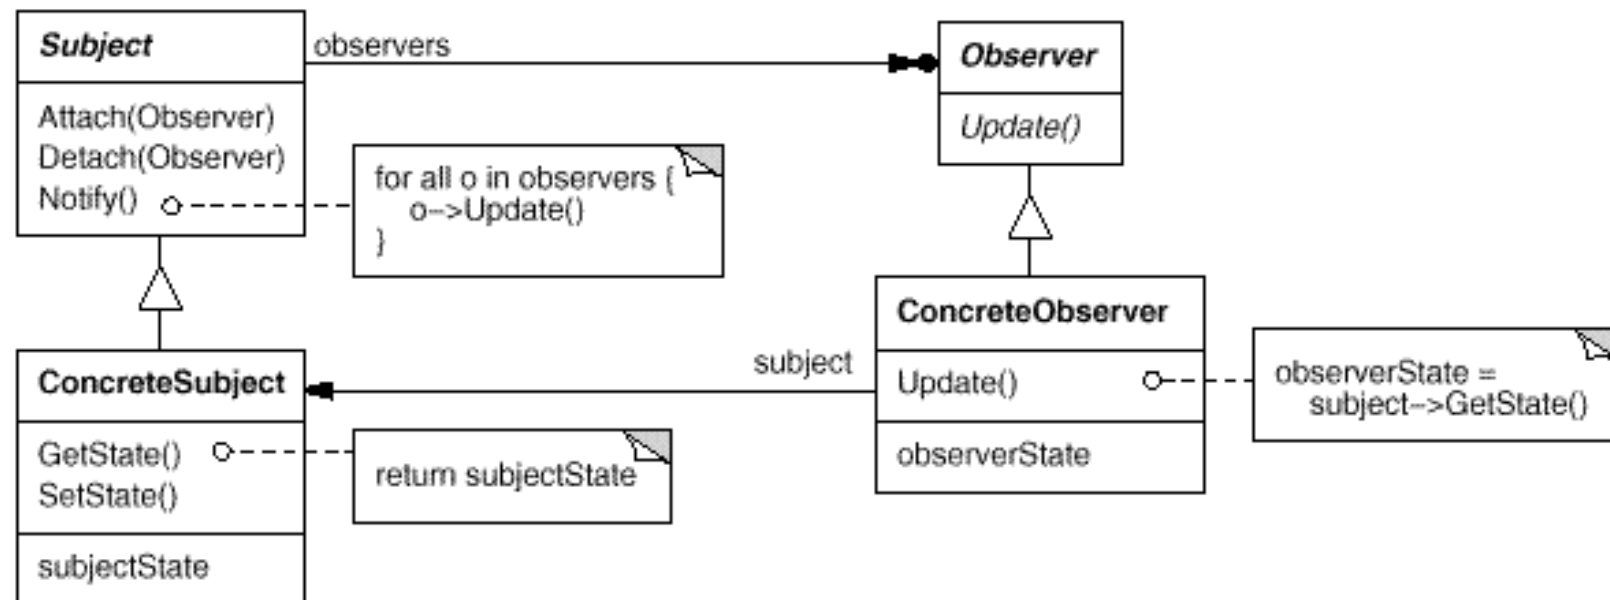 Subject
observers
Observer
Attach(Observer)
Detach(Observer)
Notify()
Update()
for all o in observers {
o->Update()
}
ConcreteObserver
Update()
observerState
observerState =
subject->GetState()
subject
ConcreteSubject
GetState()
SetState()
subjectState
return subjectState